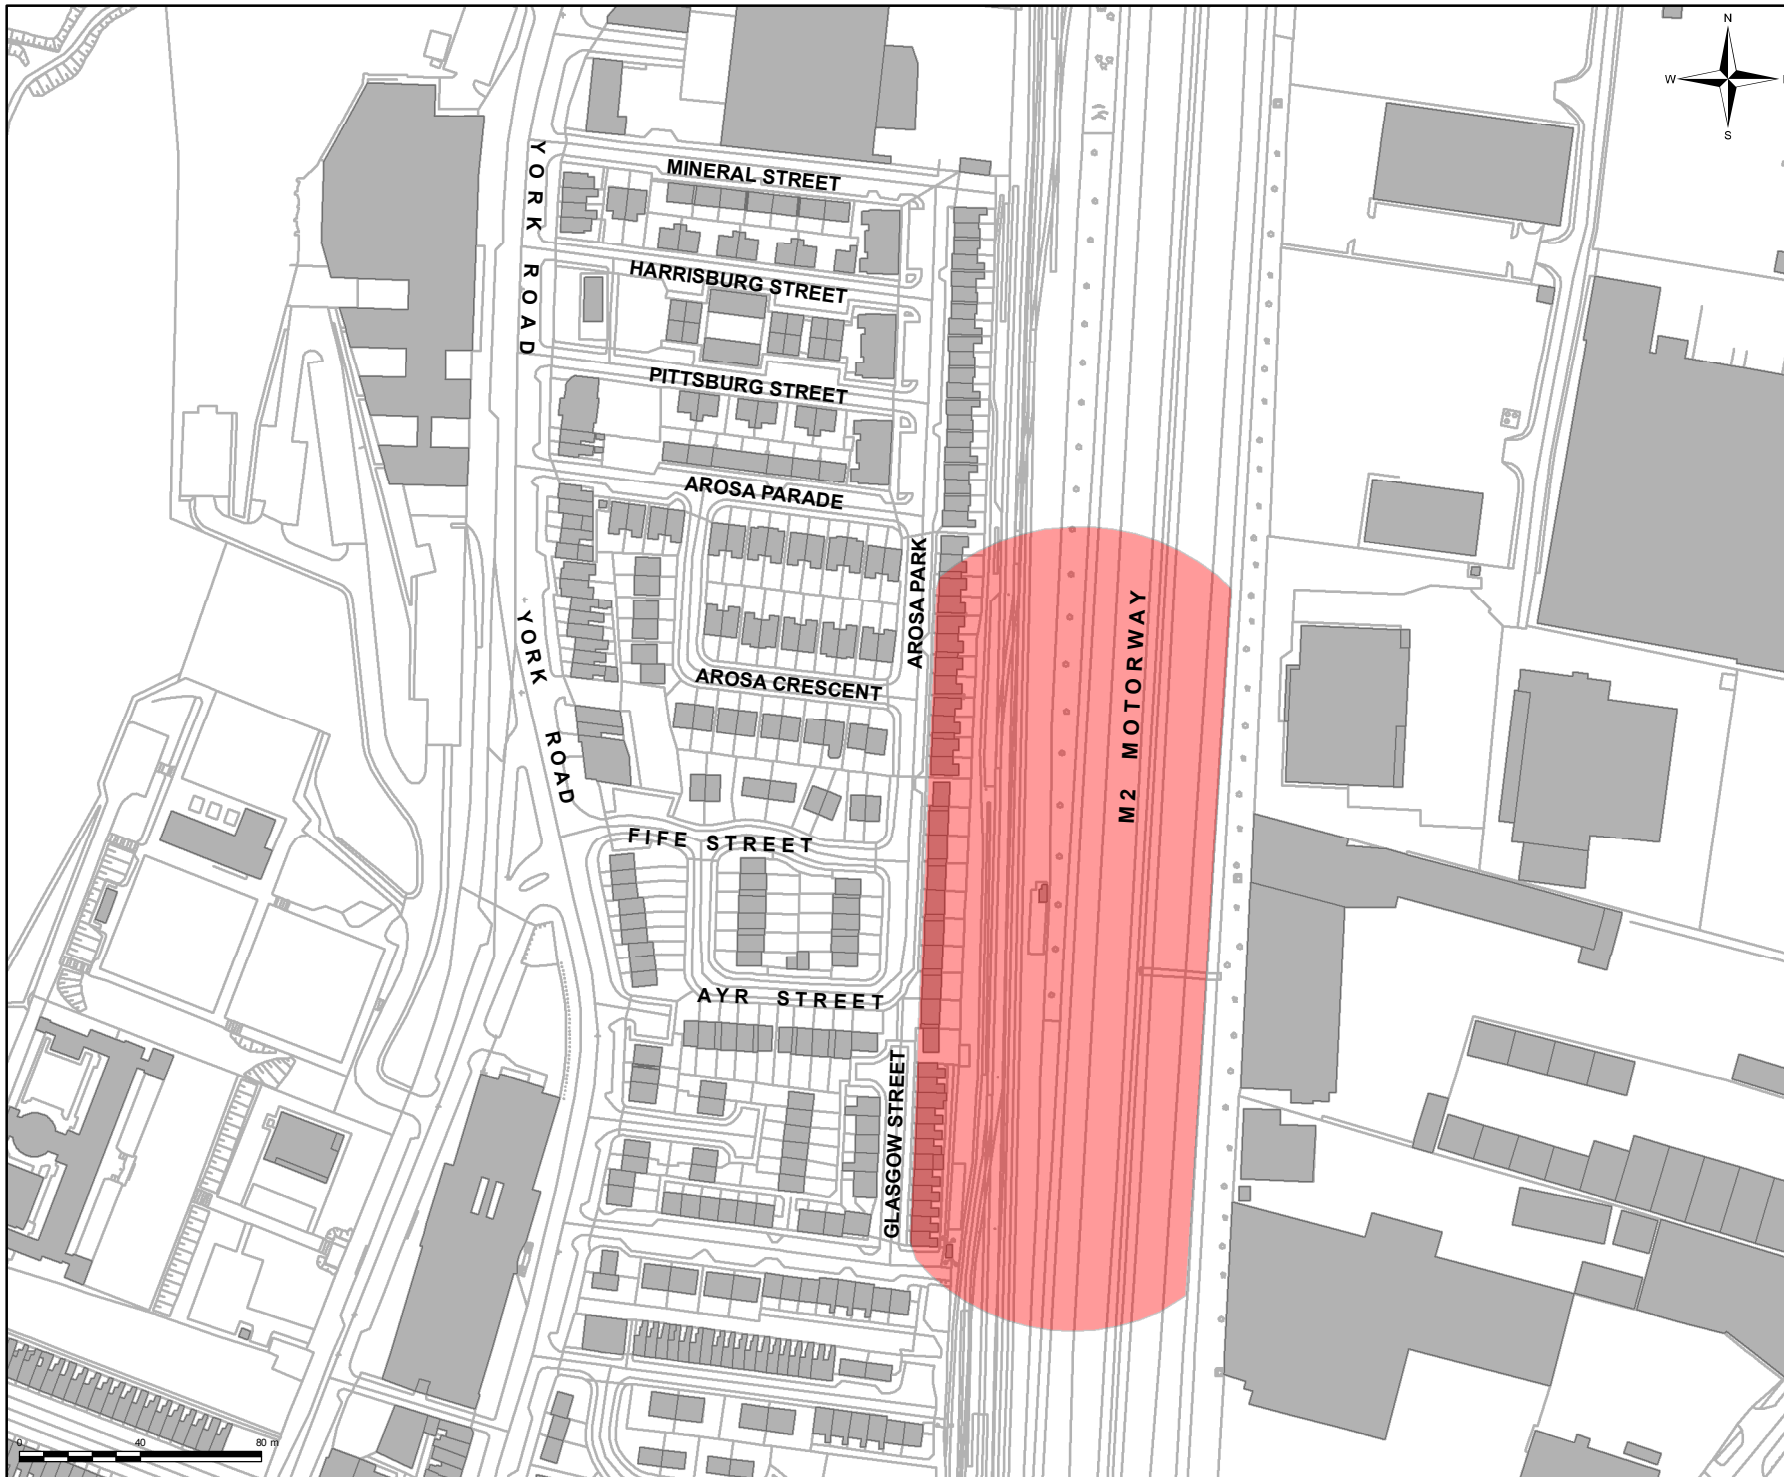 N
W
S
MINERAL STREET
YORK ROAD
HARRISBURG STREET
PITTSBURG STREET
AROSA PARADE
AROSA PARK
M2 MOTORWAY
YORK ROAD
AROSA CRESCENT
FIFE STREET
AYR STREET
GLASGOW STREET
0 40 80 m